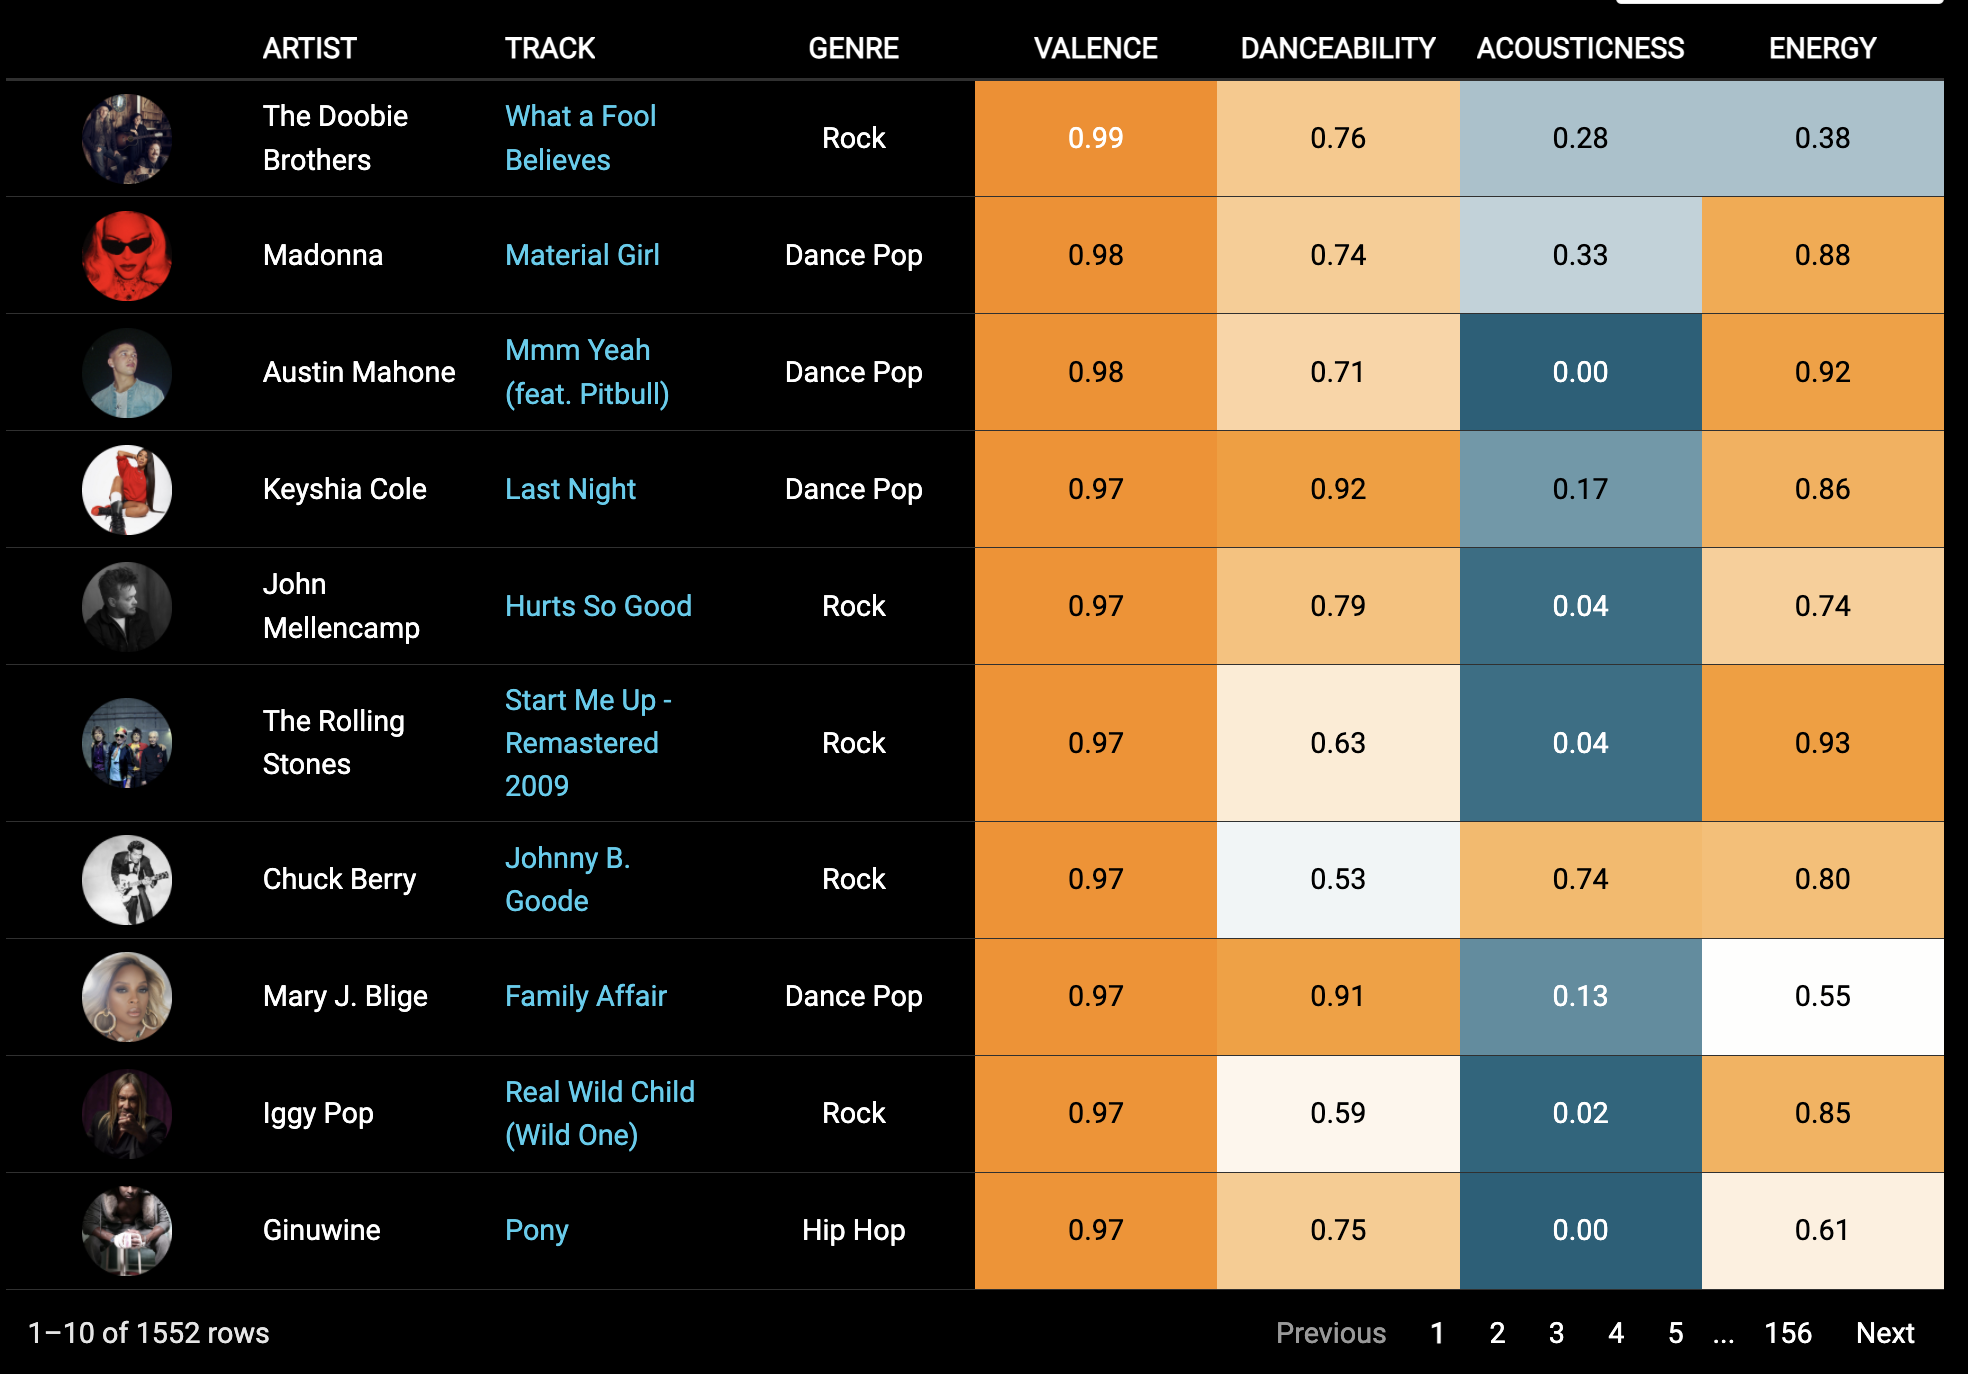 ARTIST TRACK GENRE VALENCE DANCEABILITY ACOUSTICNESS ENERGY
The Doobie Brothers What a Fool Believes Rock 0.99 0.76 0.28 0.38
Madonna Material Girl Dance Pop 0.98 0.74 0.33 0.88
Austin Mahone Mmm Yeah (feat. Pitbull) Dance Pop 0.98 0.71 0.00 0.92
Keyshia Cole Last Night Dance Pop 0.97 0.92 0.17 0.86
John Mellencamp Hurts So Good Rock 0.97 0.79 0.04 0.74
The Rolling Stones Start Me Up - Remastered 2009 Rock 0.97 0.63 0.04 0.93
Chuck Berry Johnny B. Goode Rock 0.97 0.53 0.74 0.80
Mary J. Blige Family Affair Dance Pop 0.97 0.91 0.13 0.55
Iggy Pop Real Wild Child (Wild One) Rock 0.97 0.59 0.02 0.85
Ginuwine Pony Hip Hop 0.97 0.75 0.00 0.61
1–10 of 1552 rows Previous 1 2 3 4 5 ... 156 Next